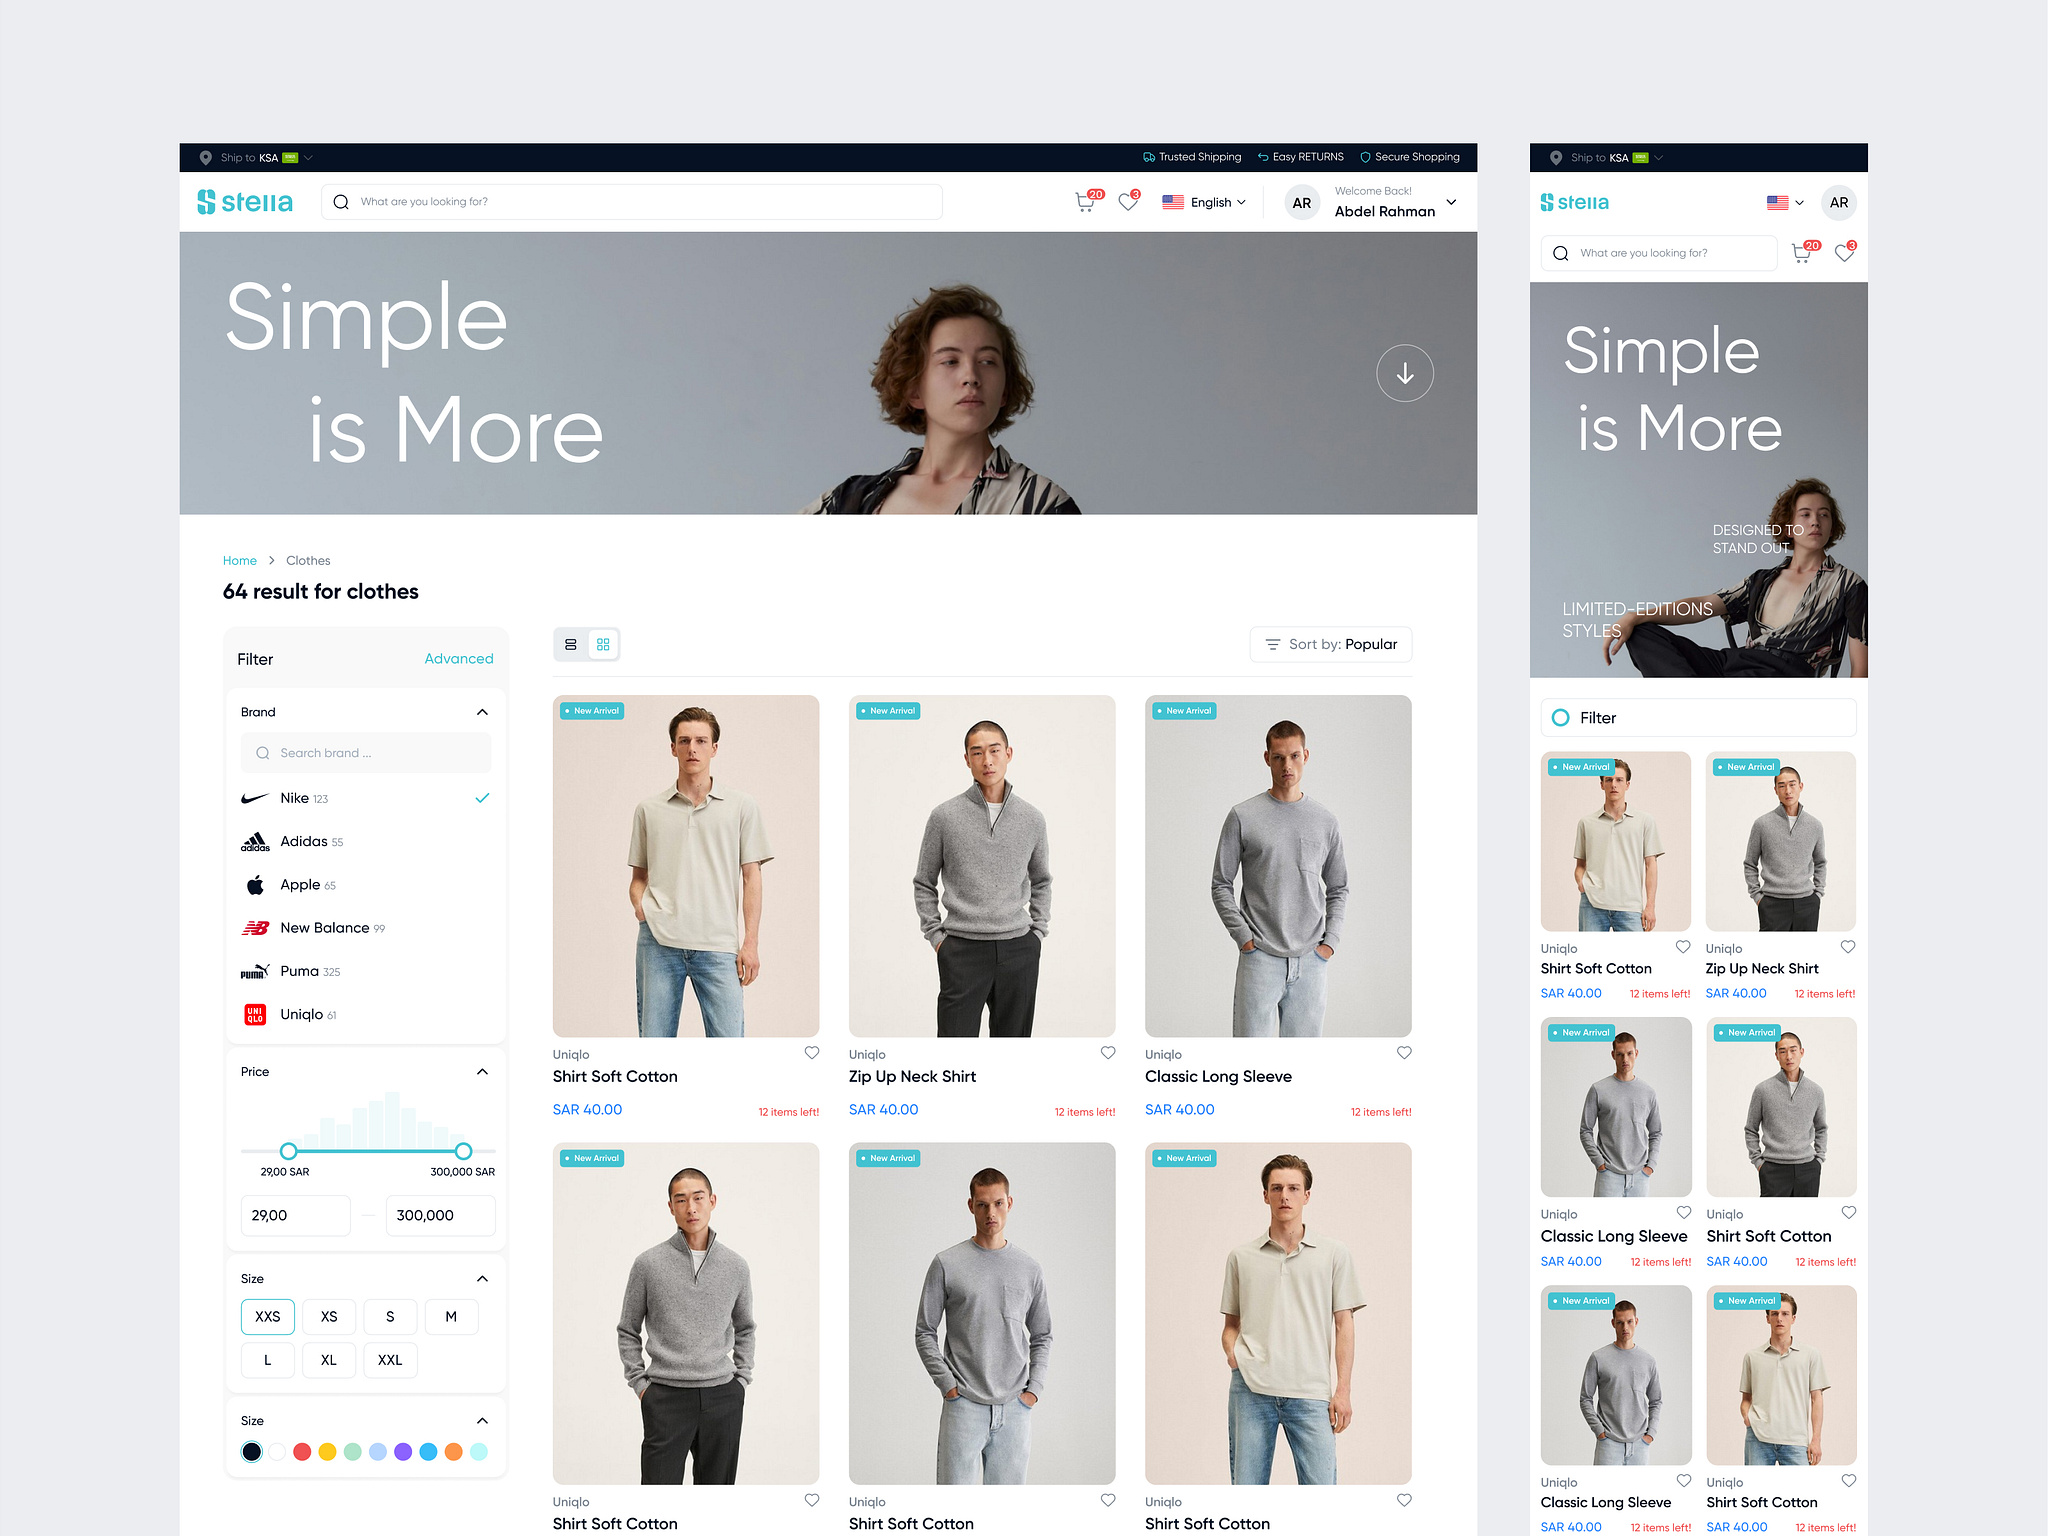 Ship to KSA
Trusted Shipping
Easy RETURNS
Secure Shopping
stella
What are you looking for?
20
3
English
AR
Welcome Back!
Abdel Rahman
Simple
is More
Home > Clothes
64 result for clothes
Filter
Advanced
Brand
Search brand ...
Nike 123
adidas
Adidas 55
Apple 65
NB
New Balance 99
PUMA
Puma 325
UNI
QLO
Uniqlo 61
Price
29,00 SAR
300,000 SAR
29,00
300,000
Size
XXS
XS
S
M
L
XL
XXL
Size
Sort by: Popular
New Arrival
Uniqlo
Shirt Soft Cotton
SAR 40.00
12 items left!
New Arrival
Uniqlo
Zip Up Neck Shirt
SAR 40.00
12 items left!
New Arrival
Uniqlo
Classic Long Sleeve
SAR 40.00
12 items left!
New Arrival
Uniqlo
Shirt Soft Cotton
New Arrival
Uniqlo
Shirt Soft Cotton
New Arrival
Uniqlo
Shirt Soft Cotton
Ship to KSA
stella
AR
What are you looking for?
20
3
Simple
is More
DESIGNED TO
STAND OUT
LIMITED-EDITIONS
STYLES
Filter
New Arrival
Uniqlo
Shirt Soft Cotton
SAR 40.00
12 items left!
New Arrival
Uniqlo
Zip Up Neck Shirt
SAR 40.00
12 items left!
New Arrival
Uniqlo
Classic Long Sleeve
SAR 40.00
12 items left!
New Arrival
Uniqlo
Shirt Soft Cotton
SAR 40.00
12 items left!
New Arrival
Uniqlo
Classic Long Sleeve
SAR 40.00
12 items left!
New Arrival
Uniqlo
Shirt Soft Cotton
SAR 40.00
12 items left!